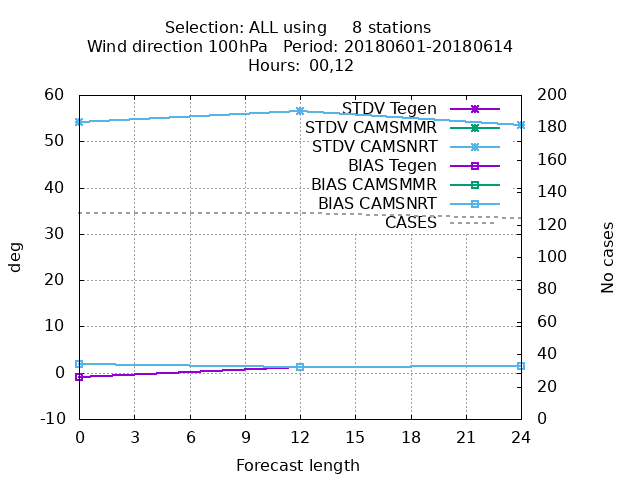 Selection: ALL using     8 stations
Wind direction 100hPa   Period: 20180601-20180614
Hours: 00,12
STDV Tegen
STDV CAMSMMR
STDV CAMSNRT
BIAS Tegen
BIAS CAMSMMR
BIAS CAMSNRT
CASES
60
50
40
30
20
10
0
-10
deg
200
180
160
140
120
100
80
60
40
20
0
No cases
0 3 6 9 12 15 18 21 24
Forecast length